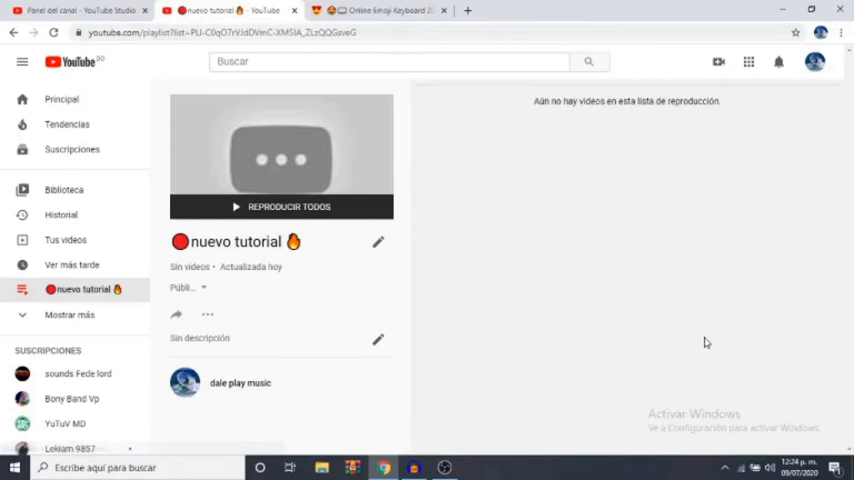 Panel del canal - YouTube Studio
🔴nuevo tutorial🔥 - YouTube
😍 🤩📖 Online Emoji Keyboard 20
youtube.com/playlist?list=
YouTube DO
Buscar
Principal
Tendencias
Suscripciones
Biblioteca
Historial
Tus videos
Ver más tarde
🔴nuevo tutorial🔥
Mostrar más
SUSCRIPCIONES
sounds Fede lord
Bony Band Vp
YuTuV MD
Lekiam 9857
REPRODUCIR TODOS
🔴nuevo tutorial🔥
Sin videos • Actualizada hoy
Públi...
Sin descripción
dale play music
Aún no hay videos en esta lista de reproducción.
Activar Windows
Ve a Configuración para activar Windows.
Escribe aquí para buscar
12:24 p. m.
09/07/2020
1